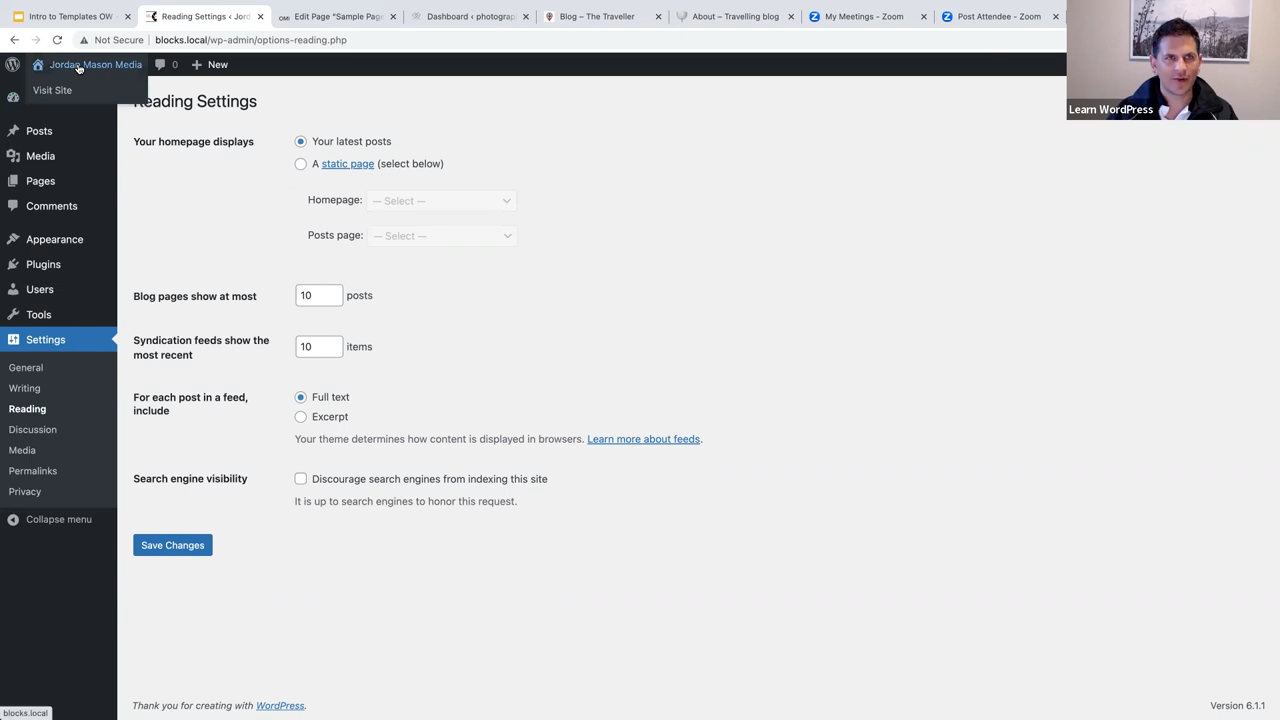 Intro to Templates OW
Reading Settings ‹ Jor
Edit Page "Sample Page
Dashboard ‹ photograp
Blog – The Traveller
About – Travelling blog
My Meetings - Zoom
Post Attendee - Zoom
Not Secure
blocks.local/wp-admin/options-reading.php
Jordan Mason Media
0
New
Visit Site
Learn WordPress
Reading Settings
Posts
Media
Pages
Comments
Appearance
Plugins
Users
Tools
Settings
General
Writing
Reading
Discussion
Media
Permalinks
Privacy
Collapse menu
Your homepage displays
Your latest posts
A static page (select below)
Homepage: — Select —
Posts page: — Select —
Blog pages show at most
10 posts
Syndication feeds show the
most recent
10 items
For each post in a feed,
include
Full text
Excerpt
Your theme determines how content is displayed in browsers. Learn more about feeds.
Search engine visibility
Discourage search engines from indexing this site
It is up to search engines to honor this request.
Save Changes
Thank you for creating with WordPress.
Version 6.1.1
blocks.local